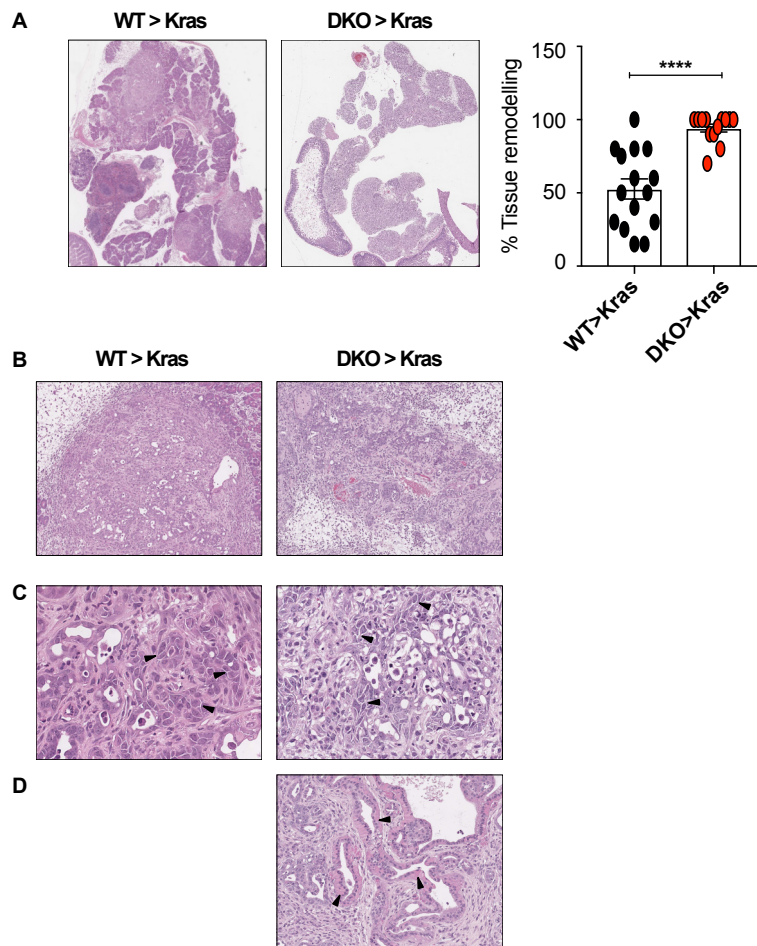 A
WT > Kras
DKO > Kras
150
100
50
0
% Tissue remodelling
****
WT>Kras
DKO>Kras
B
WT > Kras
DKO > Kras
C
D